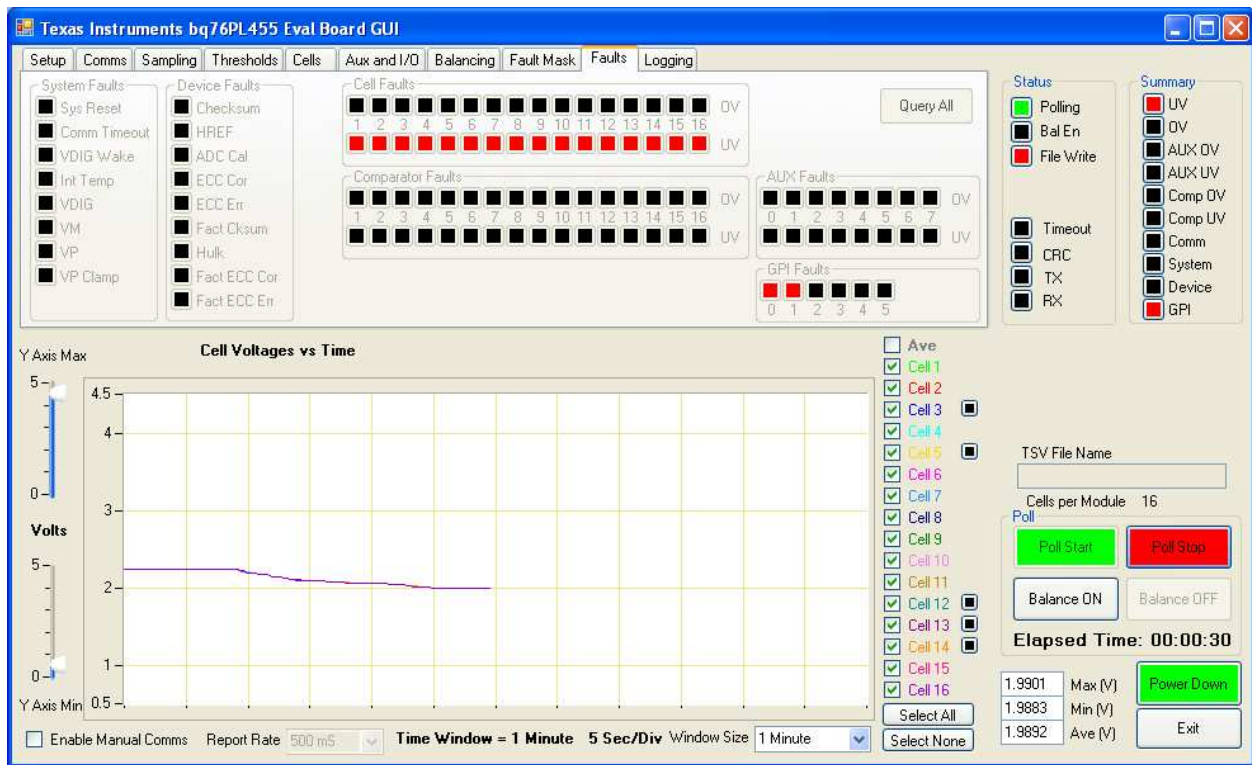 Texas Instruments bq76PL455 Eval Board GUI
Setup Comms Sampling Thresholds Cells Aux and I/O Balancing Fault Mask Faults Logging
System Faults
Sys Reset
Comm Timeout
VDIG Wake
Int Temp
VDIG
VM
VP
VP Clamp
Device Faults
Checksum
HREF
ADC Cal
ECC Cor
ECC Err
Fact Cksum
Hulk
Fact ECC Cor
Fact ECC Err
Cell Faults
OV
1 2 3 4 5 6 7 8 9 10 11 12 13 14 15 16
UV
Comparator Faults
OV
1 2 3 4 5 6 7 8 9 10 11 12 13 14 15 16
UV
Query All
AUX Faults
OV
0 1 2 3 4 5 6 7
UV
GPI Faults
0 1 2 3 4 5
Status
Polling
Bal En
File Write
Timeout
CRC
TX
RX
Summary
UV
OV
AUX OV
AUX UV
Comp OV
Comp UV
Comm
System
Device
GPI
Y Axis Max
5
0
Volts
5
0
Y Axis Min
Cell Voltages vs Time
4.5
4
3
2
1
0.5
Ave
Cell 1
Cell 2
Cell 3
Cell 4
Cell 5
Cell 6
Cell 7
Cell 8
Cell 9
Cell 10
Cell 11
Cell 12
Cell 13
Cell 14
Cell 15
Cell 16
Select All
Select None
TSV File Name
Cells per Module 16
Poll
Poll Start Poll Stop
Balance ON Balance OFF
Elapsed Time: 00:00:30
1.9901 Max (V)
1.9883 Min (V)
1.9892 Ave (V)
Power Down
Exit
Enable Manual Comms Report Rate 500 mS Time Window = 1 Minute 5 Sec/Div Window Size 1 Minute